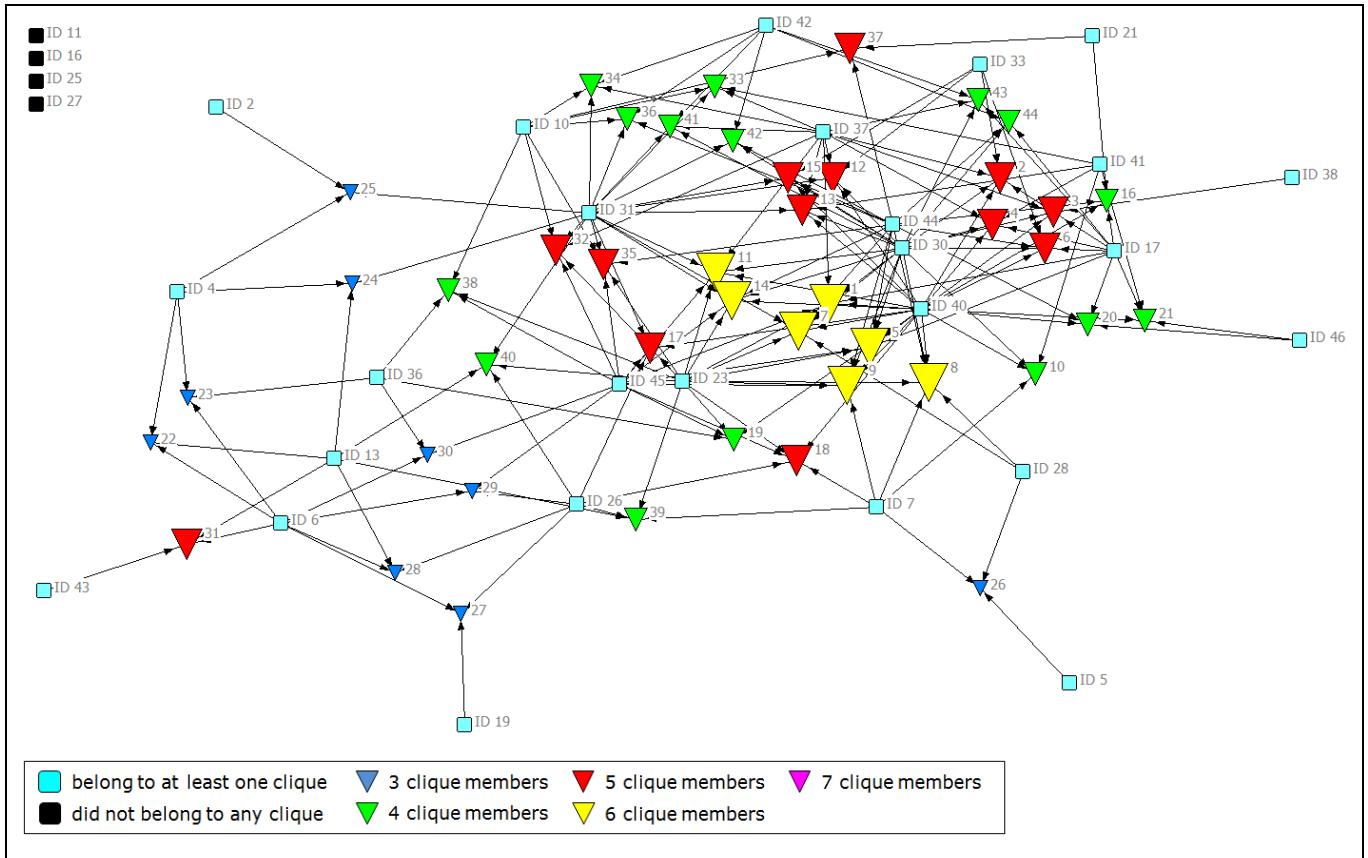 ID 11
ID 16
ID 25
ID 27
ID 42
ID 21
37
ID 33
ID 2
34
33
43
44
36
41
42
ID 10
ID 37
ID 41
ID 38
15
12
2
16
25
13
3
4
6
ID 31
ID 44
ID 30
ID 17
32
35
11
24
ID 4
38
14
1
7
ID 40
20
21
ID 46
17
5
40
ID 36
ID 45
ID 23
9
8
10
23
22
19
18
30
ID 13
29
ID 28
ID 26
39
ID 7
31
ID 6
28
26
ID 43
27
ID 5
ID 19
belong to at least one clique
3 clique members
5 clique members
7 clique members
did not belong to any clique
4 clique members
6 clique members